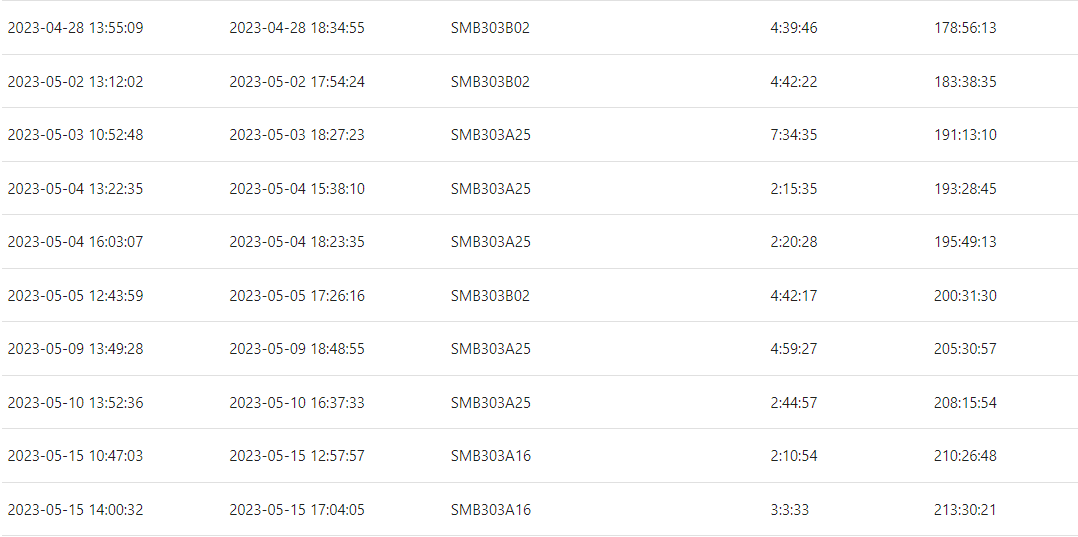 2023-04-28 13:55:09 2023-04-28 18:34:55 SMB303B02 4:39:46 178:56:13
2023-05-02 13:12:02 2023-05-02 17:54:24 SMB303B02 4:42:22 183:38:35
2023-05-03 10:52:48 2023-05-03 18:27:23 SMB303A25 7:34:35 191:13:10
2023-05-04 13:22:35 2023-05-04 15:38:10 SMB303A25 2:15:35 193:28:45
2023-05-04 16:03:07 2023-05-04 18:23:35 SMB303A25 2:20:28 195:49:13
2023-05-05 12:43:59 2023-05-05 17:26:16 SMB303B02 4:42:17 200:31:30
2023-05-09 13:49:28 2023-05-09 18:48:55 SMB303A25 4:59:27 205:30:57
2023-05-10 13:52:36 2023-05-10 16:37:33 SMB303A25 2:44:57 208:15:54
2023-05-15 10:47:03 2023-05-15 12:57:57 SMB303A16 2:10:54 210:26:48
2023-05-15 14:00:32 2023-05-15 17:04:05 SMB303A16 3:3:33 213:30:21